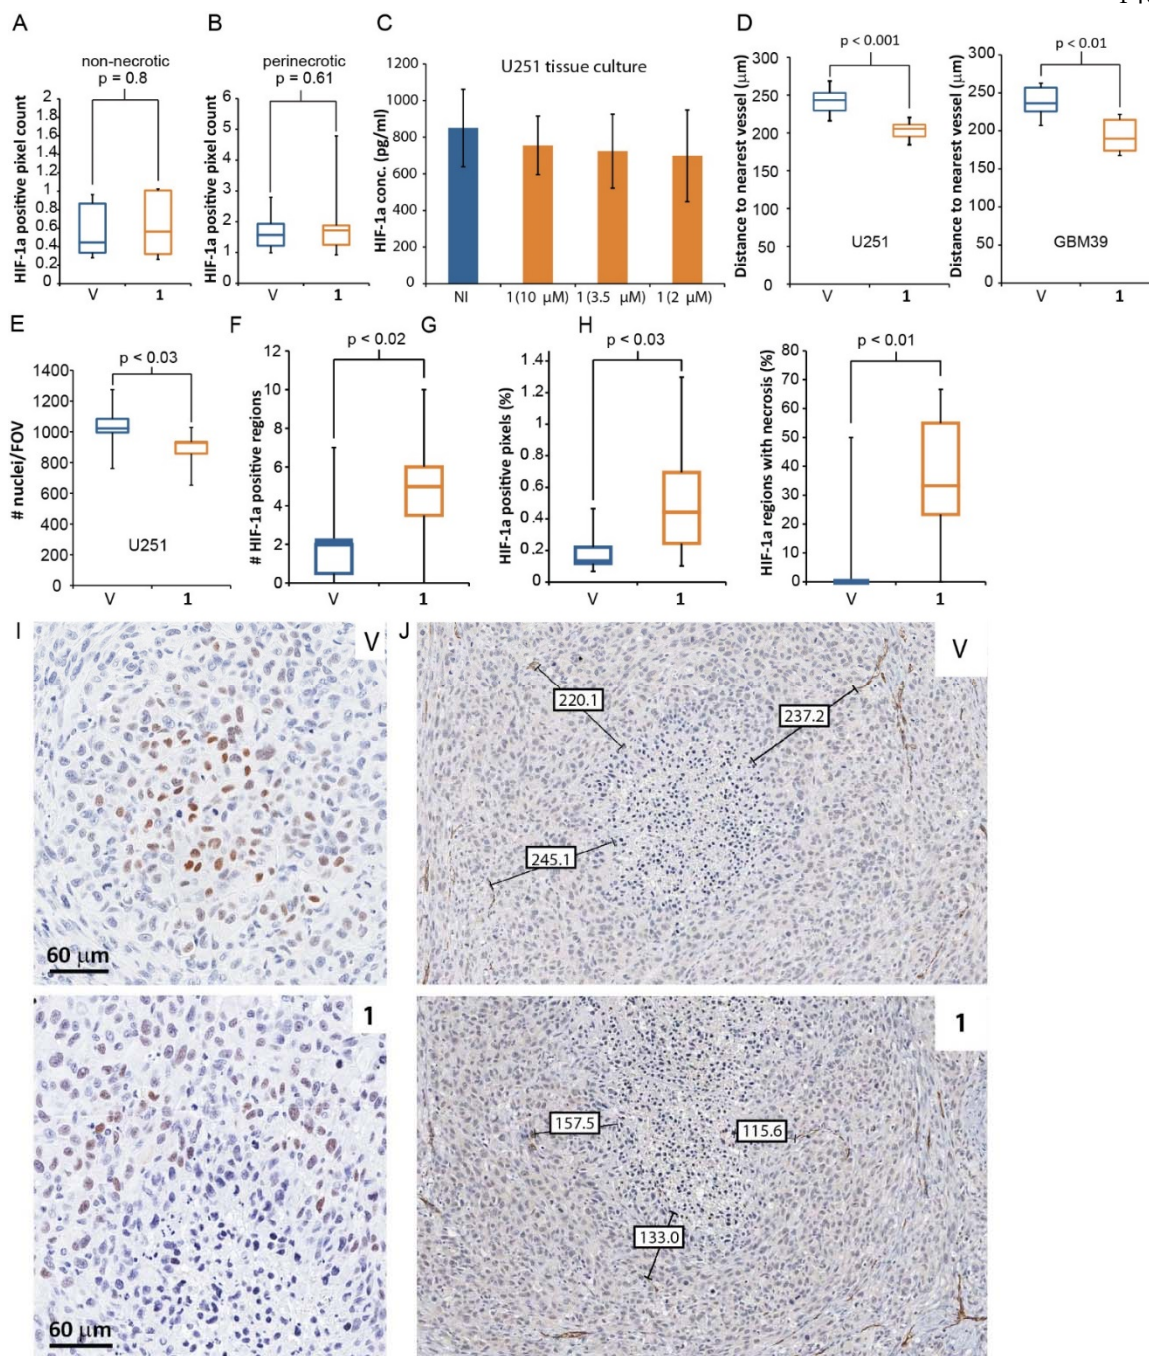 A
non-necrotic
p = 0.8
HIF-1a positive pixel count
2
1.8
1.6
1.4
1.2
1
0.8
0.6
0.4
0.2
0
V
1
B
perinecrotic
p = 0.61
HIF-1a positive pixel count
6
5
4
3
2
1
0
V
1
C
U251 tissue culture
HIF-1a conc. (pg/ml)
1200
1000
800
600
800
400
200
0
NI
1 (10 μM)
1 (3.5 μM)
1 (2 μM)
D
p < 0.001
Distance to nearest vessel (μm)
300
250
200
150
100
50
0
U251
V
1
p < 0.01
Distance to nearest vessel (μm)
300
250
200
150
100
50
0
GBM39
V
1
E
p < 0.03
# nuclei/FOV
1400
1200
1000
800
600
400
200
0
U251
V
1
F
p < 0.02
# HIF-1a positive regions
12
10
8
6
4
2
0
V
1
G
p < 0.03
HIF-1a positive pixels (%)
1.4
1.2
1
0.8
0.6
0.4
0.2
0
V
1
H
p < 0.01
HIF-1a regions with necrosis (%)
80
70
60
50
40
30
20
10
0
V
1
I
V
60 μm
J
V
220.1
237.2
245.1
1
60 μm
1
157.5
115.6
133.0